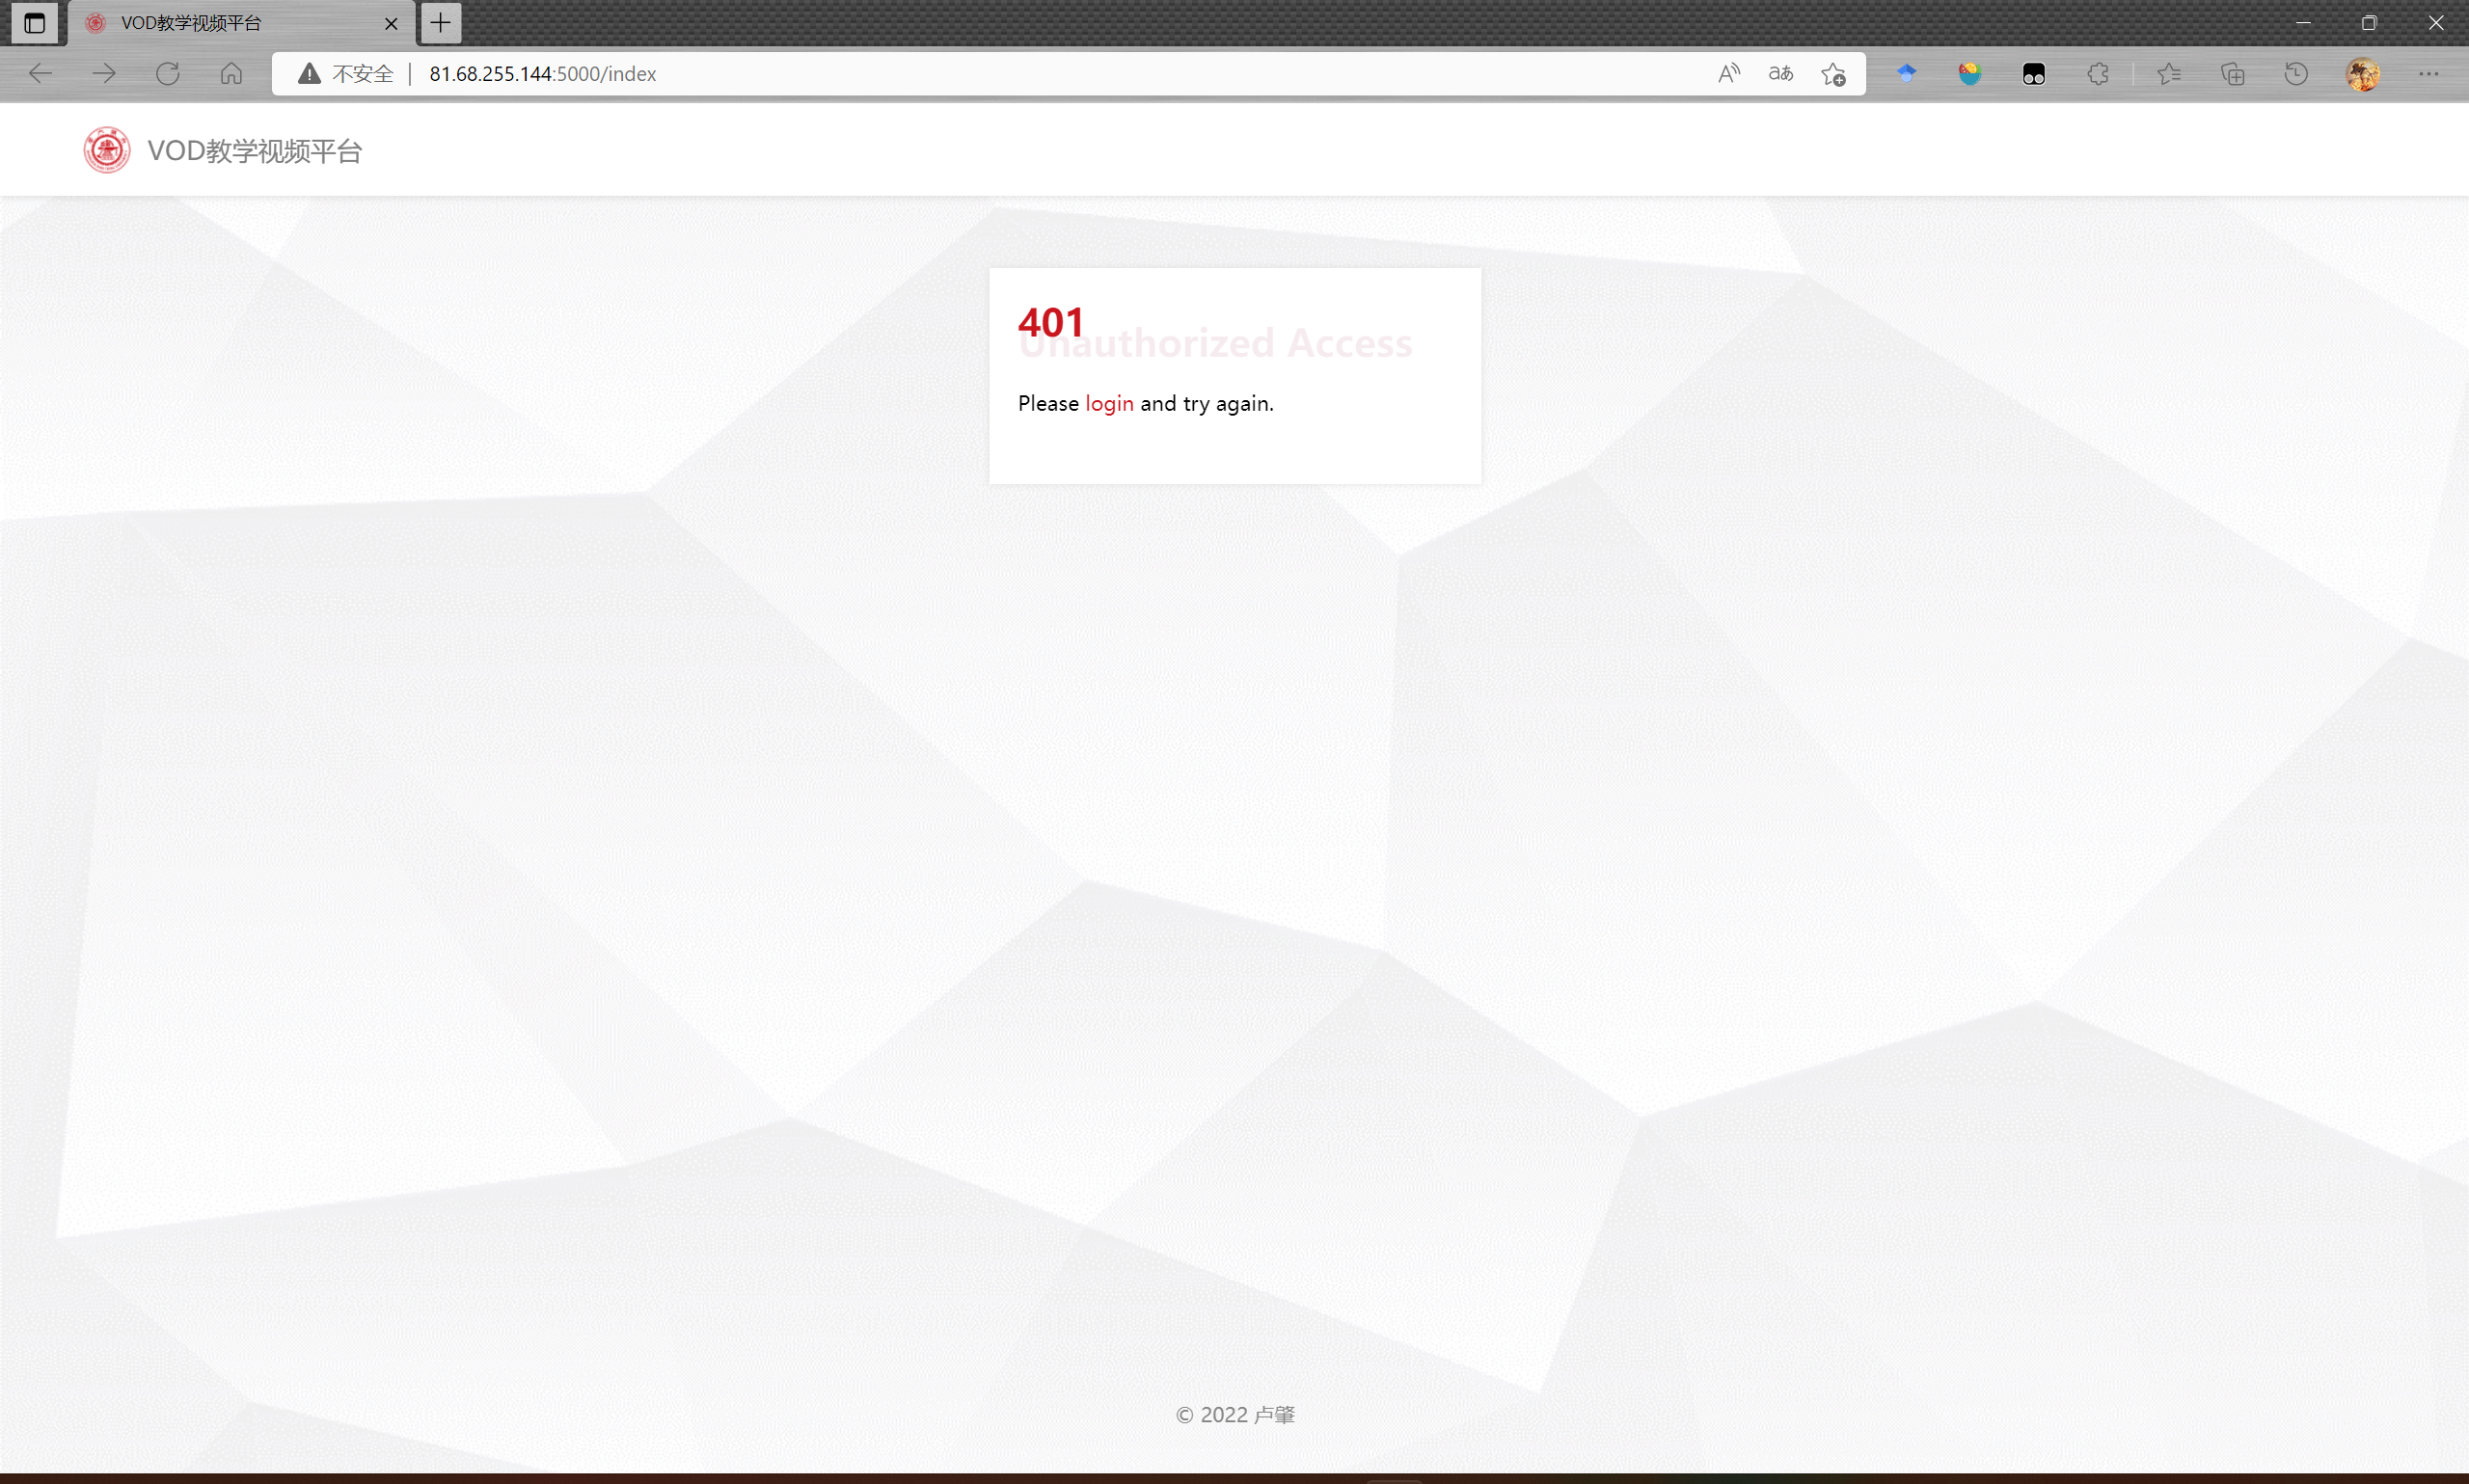 VOD教学视频平台
不安全
81.68.255.144:5000/index
VOD教学视频平台
401
Unauthorized Access
Please login and try again.
© 2022 卢肇